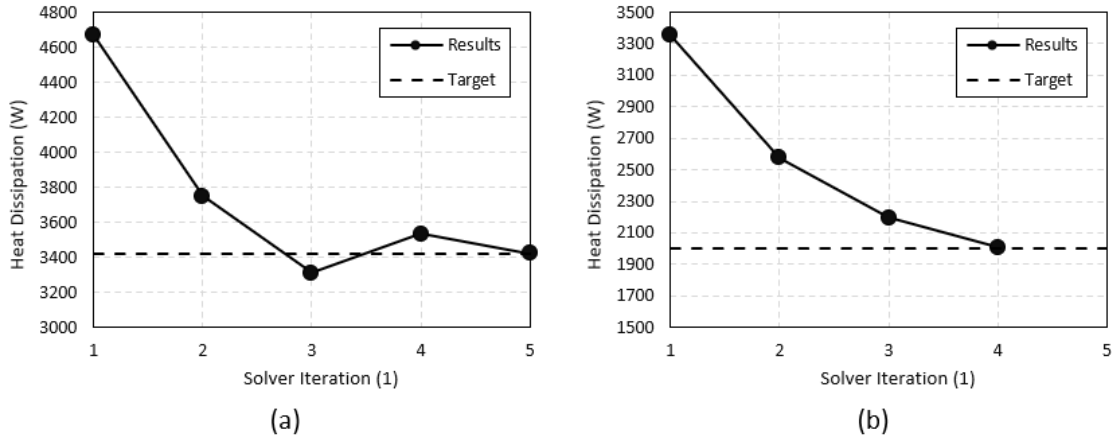 4800
4600
4400
4200
4000
3800
3600
3400
3200
3000
Heat Dissipation (W)
Results
Target
1 2 3 4 5
Solver Iteration (1)
(a)
3500
3300
3100
2900
2700
2500
2300
2100
1900
1700
1500
Heat Dissipation (W)
Results
Target
1 2 3 4 5
Solver Iteration (1)
(b)